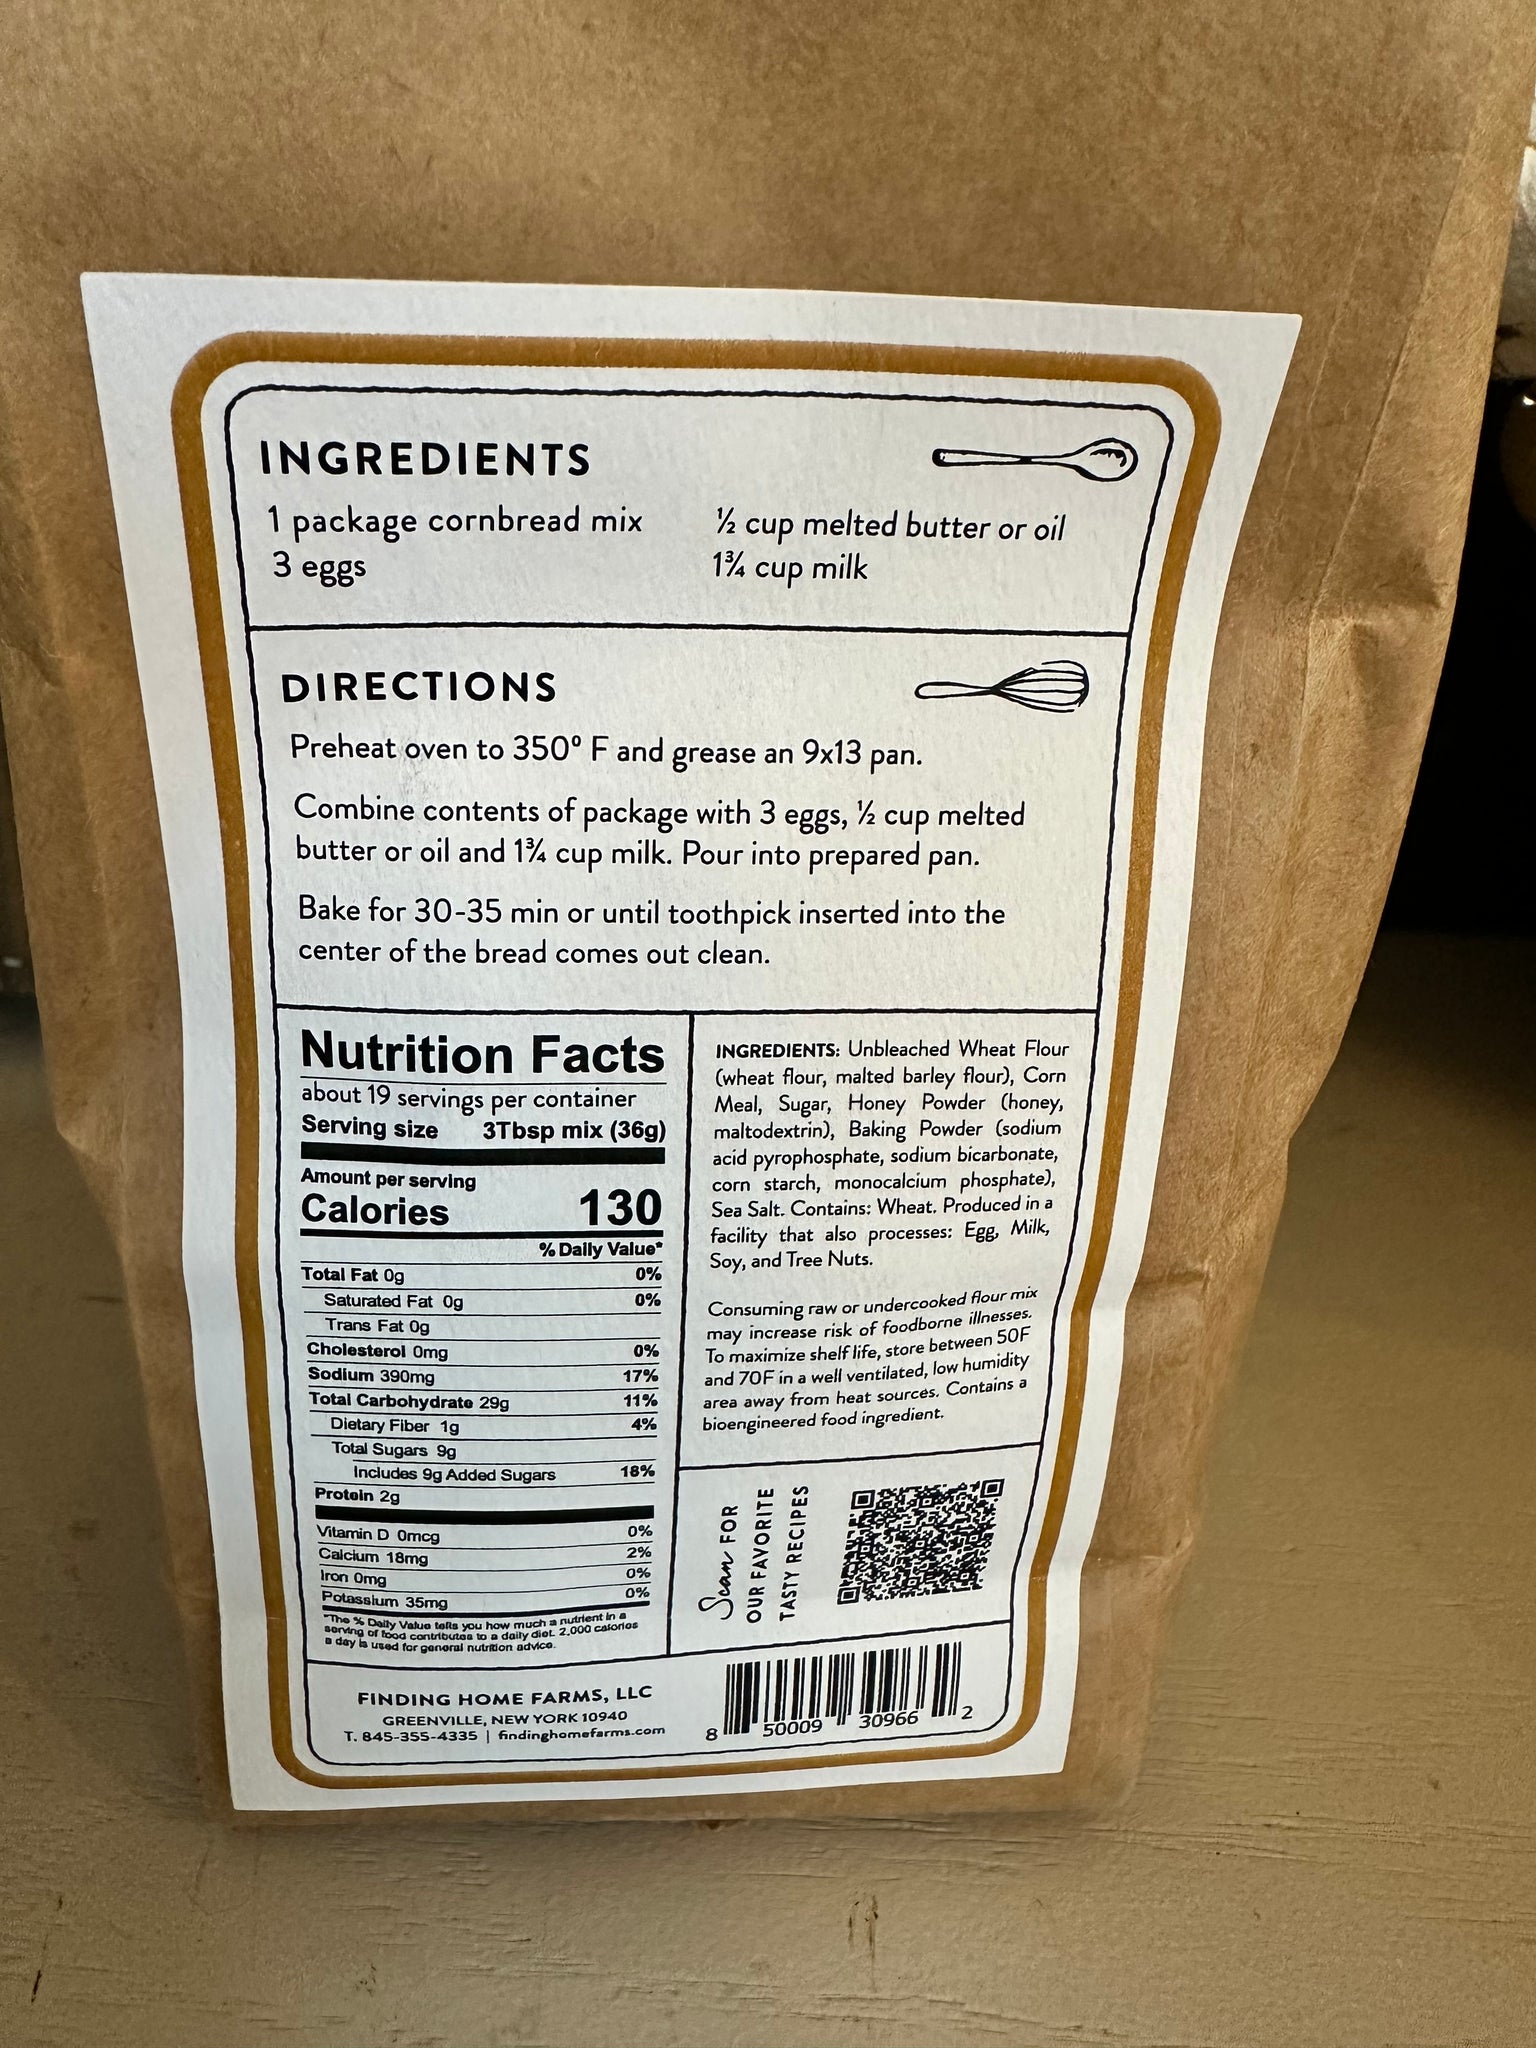 INGREDIENTS
1 package cornbread mix
3 eggs
½ cup melted butter or oil
1¾ cup milk
DIRECTIONS
Preheat oven to 350° F and grease an 9x13 pan.
Combine contents of package with 3 eggs, ½ cup melted
butter or oil and 1¾ cup milk. Pour into prepared pan.
Bake for 30-35 min or until toothpick inserted into the
center of the bread comes out clean.
Nutrition Facts
about 19 servings per container
Serving size 3Tbsp mix (36g)
Amount per serving
Calories 130
% Daily Value*
Total Fat 0g 0%
Saturated Fat 0g 0%
Trans Fat 0g
Cholesterol 0mg 0%
Sodium 390mg 17%
Total Carbohydrate 29g 11%
Dietary Fiber 1g 4%
Total Sugars 9g
Includes 9g Added Sugars 18%
Protein 2g
Vitamin D 0mcg 0%
Calcium 18mg 2%
Iron 0mg 0%
Potassium 35mg 0%
*The % Daily Value tells you how much a nutrient in a
serving of food contributes to a daily diet. 2,000 calories
a day is used for general nutrition advice.
INGREDIENTS: Unbleached Wheat Flour
(wheat flour, malted barley flour), Corn
Meal, Sugar, Honey Powder (honey,
maltodextrin), Baking Powder (sodium
acid pyrophosphate, sodium bicarbonate,
corn starch, monocalcium phosphate),
Sea Salt. Contains: Wheat. Produced in a
facility that also processes: Egg, Milk,
Soy, and Tree Nuts.
Consuming raw or undercooked flour mix
may increase risk of foodborne illnesses.
To maximize shelf life, store between 50F
and 70F in a well ventilated, low humidity
area away from heat sources. Contains a
bioengineered food ingredient.
Scan FOR
OUR FAVORITE
TASTY RECIPES
FINDING HOME FARMS, LLC
GREENVILLE, NEW YORK 10940
T. 845-355-4335 | findinghomefarms.com
8 50009 30966 2